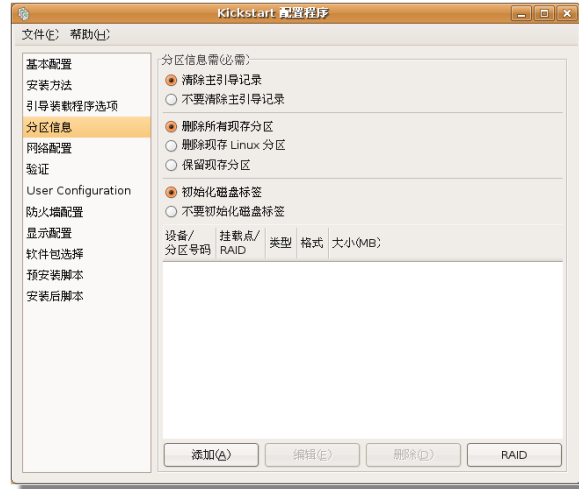 Kickstart 配置程序
文件(E) 帮助(H)
基本配置
安装方法
引导装载程序选项
分区信息
网络配置
验证
User Configuration
防火墙配置
显示配置
软件包选择
预安装脚本
安装后脚本
分区信息需(必需)
清除主引导记录
不要清除主引导记录
删除所有现存分区
删除现存 Linux 分区
保留现存分区
初始化磁盘标签
不要初始化磁盘标签
设备/ 挂载点/ 类型 格式 大小(MB)
分区号码 RAID
添加(A) 编辑(E) 删除(D) RAID